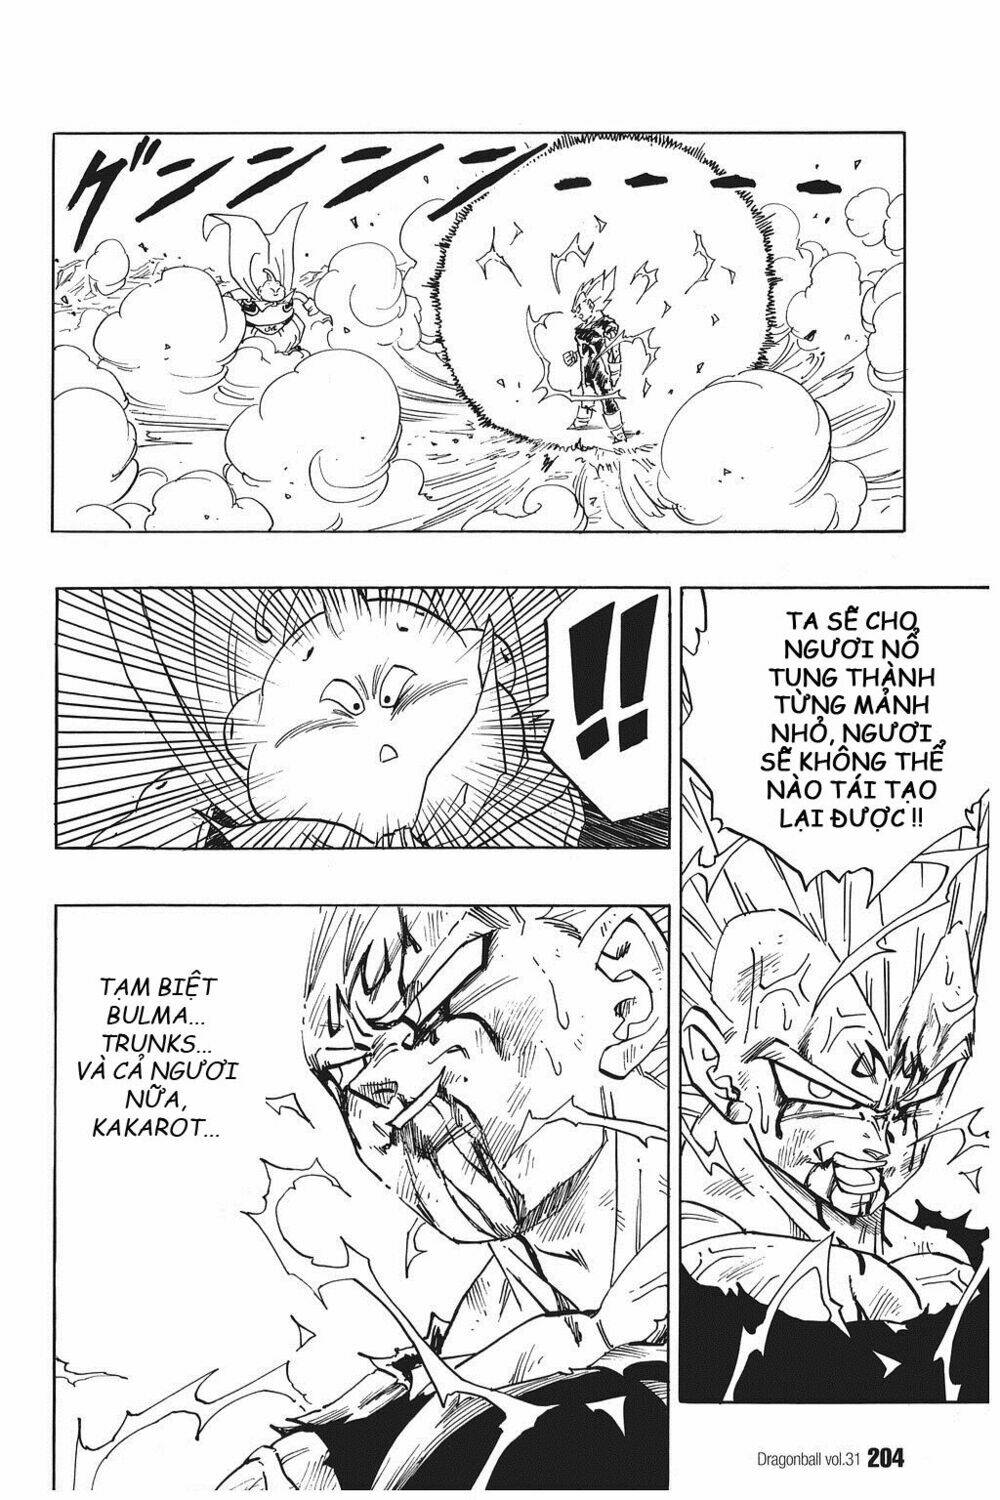 グンンンンン
!!
TA SẼ CHO
NGƯƠI NỔ
TUNG THÀNH
TỪNG MẢNH
NHỎ, NGƯƠI
SẼ KHÔNG THỂ
NÀO TÁI TẠO
LẠI ĐƯỢC !!
TẠM BIỆT
BULMA...
TRUNKS...
VÀ CẢ NGƯƠI
NỮA,
KAKAROT...
Dragonball vol.31 204